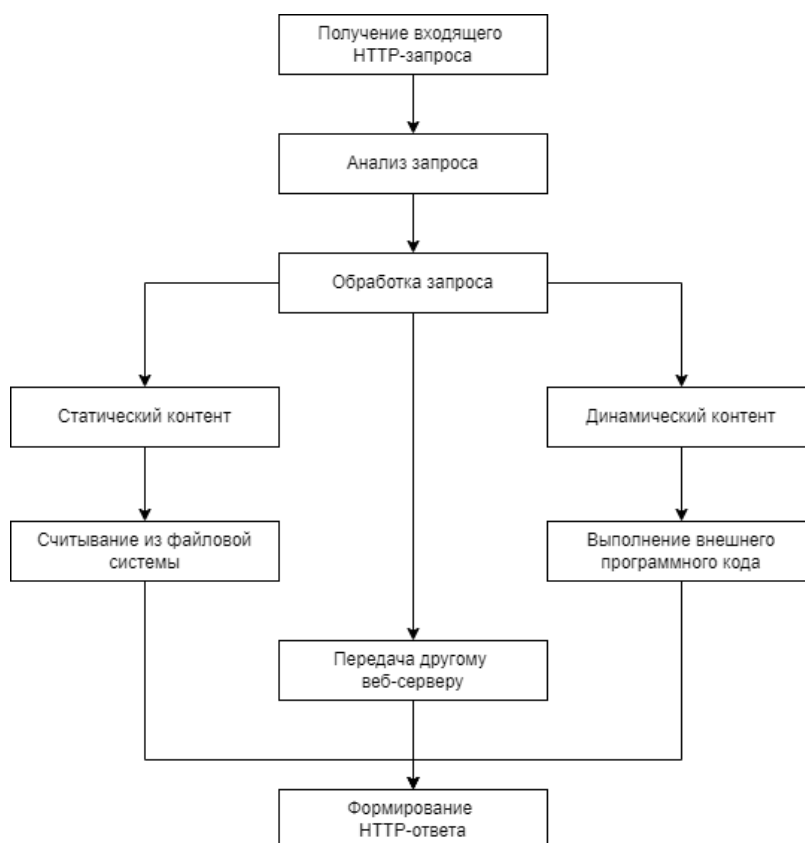 Получение входящего
HTTP-запроса
Анализ запроса
Обработка запроса
Статический контент
Динамический контент
Считывание из файловой
системы
Выполнение внешнего
программного кода
Передача другому
веб-серверу
Формирование
HTTP-ответа